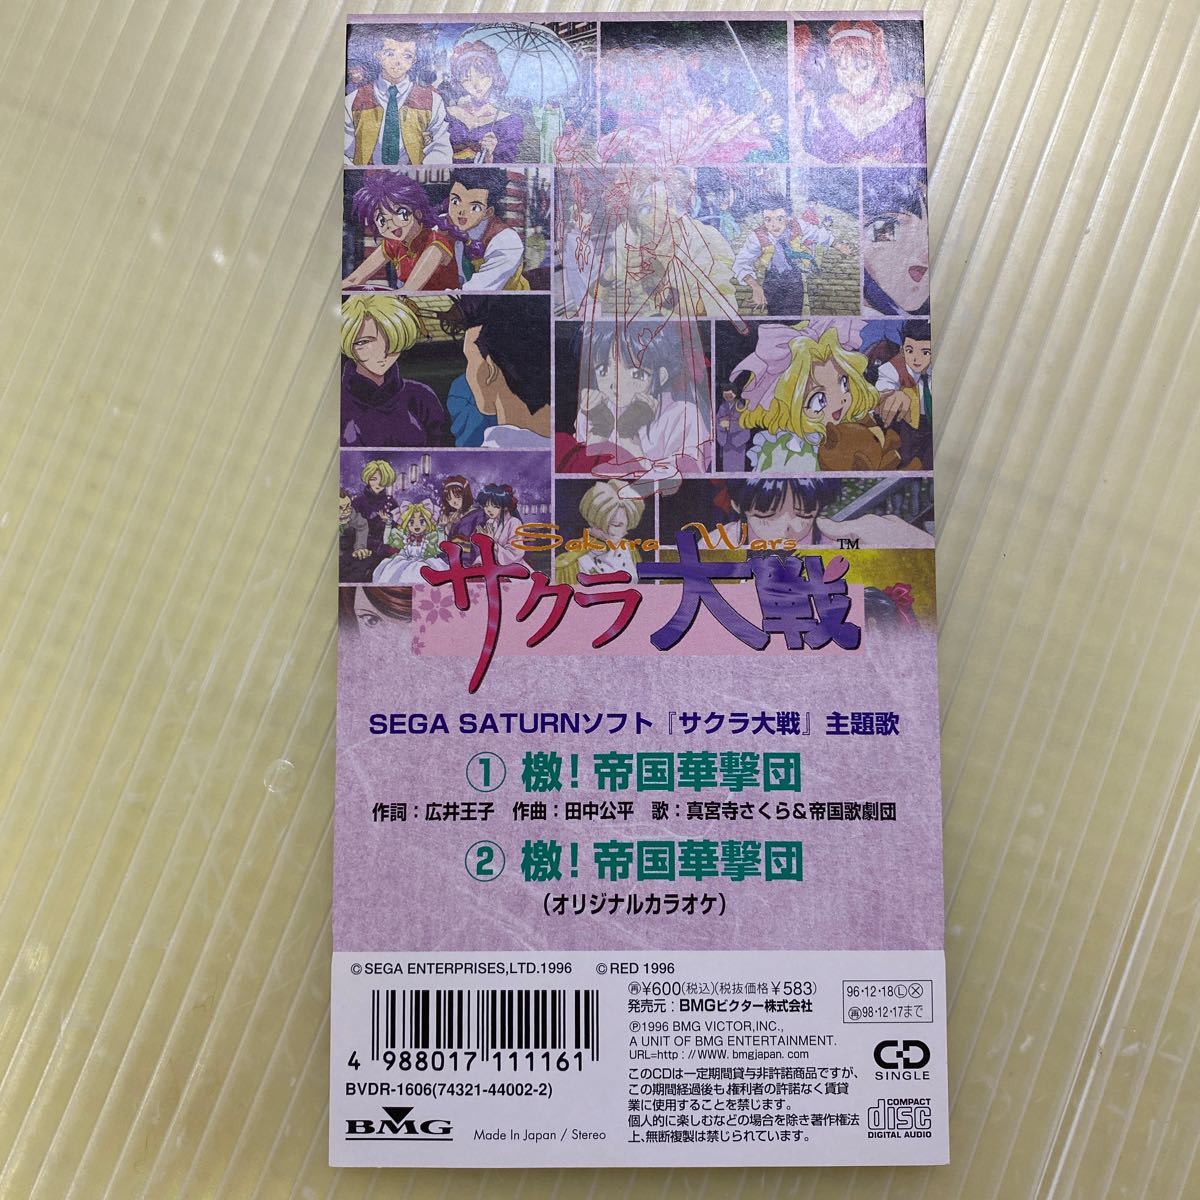 Sakura Wars
サクラ大戦 TM
SEGA SATURNソフト『サクラ大戦』主題歌
① 檄！帝国華撃団
作詞：広井王子 作曲：田中公平 歌：真宮寺さくら＆帝国歌劇団
② 檄！帝国華撃団
（オリジナルカラオケ）
©SEGA ENTERPRISES,LTD.1996 ©RED 1996
4 988017 111161
BVDR-1606(74321-44002-2)
BMG
Made In Japan / Stereo
㊢¥600(税込)(税抜価格¥583)
発売元：BMGビクター株式会社
℗1996 BMG VICTOR,INC.,
A UNIT OF BMG ENTERTAINMENT.
URL=http://WWW.bmgjapan.com
このCDは一定期間貸与非許諾商品ですが、
この期間経過後も、権利者の許諾なく賃貸
業に使用することを禁じます。
個人的に楽しむなどの場合を除き著作権法
上、無断複製は禁じられています。
96・12・18ⓁⓍ
㊢98・12・17まで
CD
SINGLE
COMPACT
disc
DIGITAL AUDIO